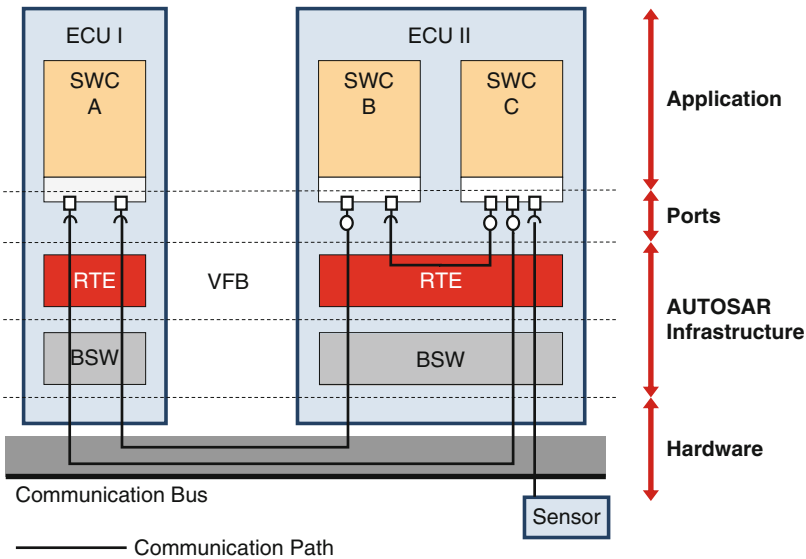 ECU I
ECU II
SWC
A
SWC
B
SWC
C
Application
Ports
RTE
VFB
RTE
AUTOSAR
Infrastructure
BSW
BSW
Hardware
Communication Bus
Sensor
Communication Path